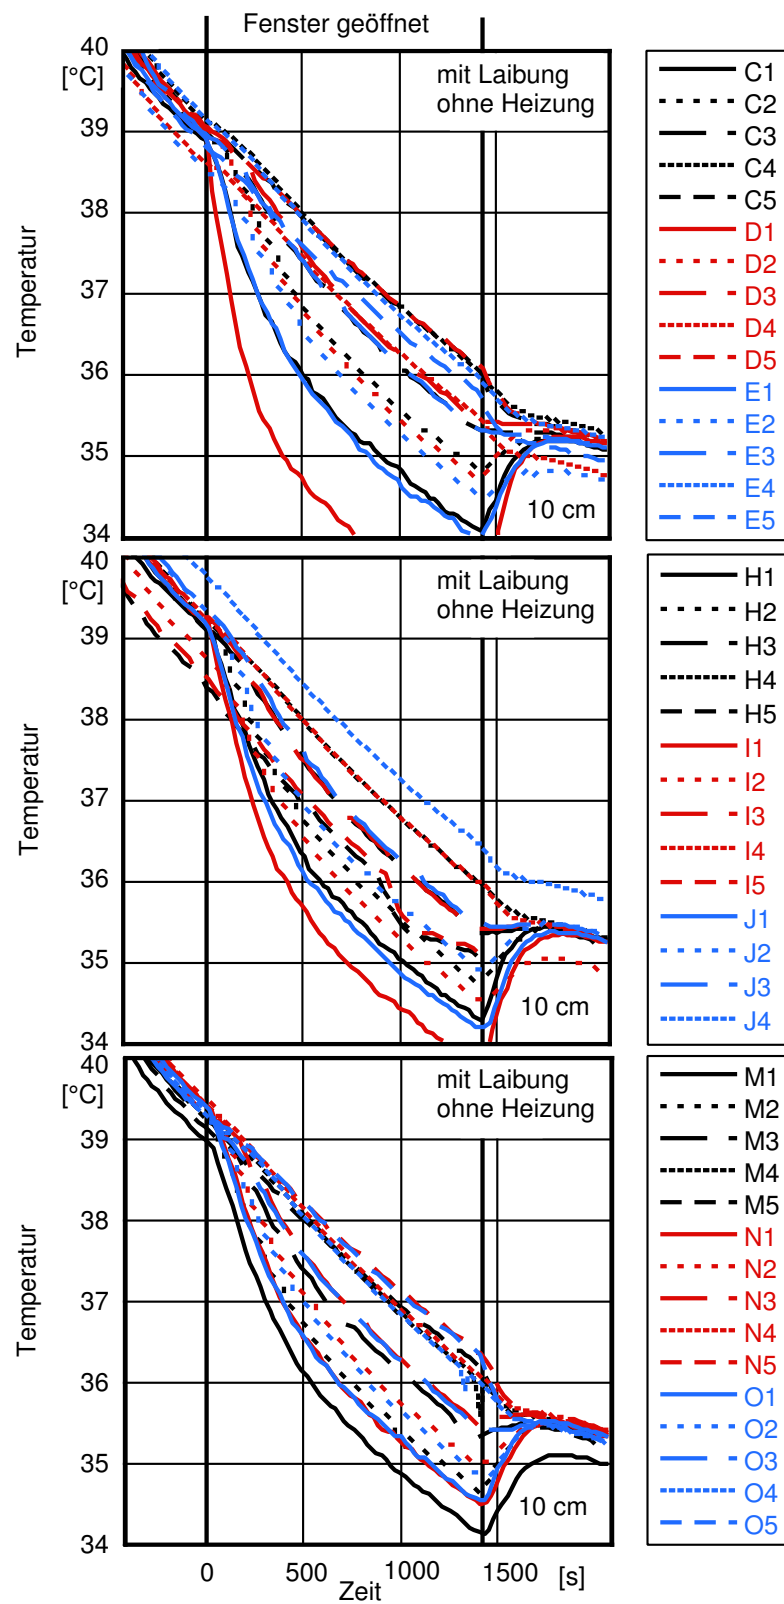 Fenster geöffnet
40
[°C]
39
38
37
36
35
34
Temperatur
mit Laibung
ohne Heizung
10 cm
C1
C2
C3
C4
C5
D1
D2
D3
D4
D5
E1
E2
E3
E4
E5
40
[°C]
39
38
37
36
35
34
Temperatur
mit Laibung
ohne Heizung
10 cm
H1
H2
H3
H4
H5
I1
I2
I3
I4
I5
J1
J2
J3
J4
40
[°C]
39
38
37
36
35
34
Temperatur
mit Laibung
ohne Heizung
10 cm
M1
M2
M3
M4
M5
N1
N2
N3
N4
N5
O1
O2
O3
O4
O5
0 500 1000 1500 [s]
Zeit